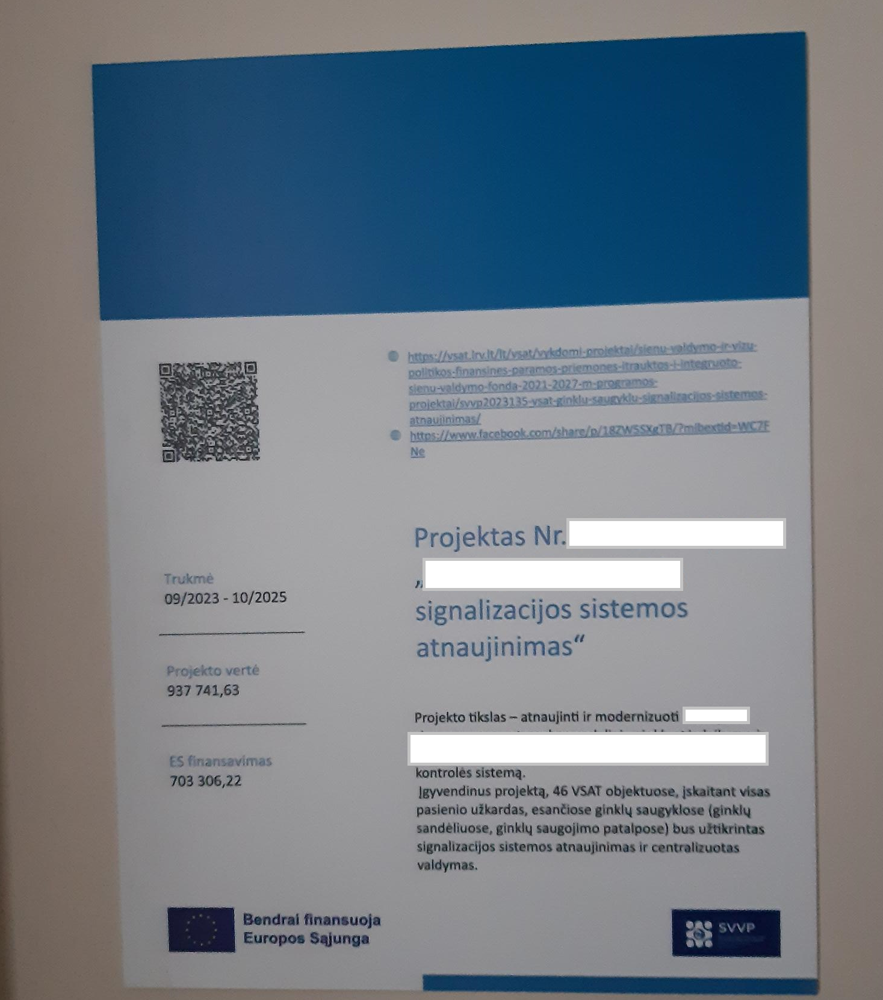 https://vsat.lrv.lt/lt/vsat/vykdomi-projektai/sienu-valdymo-ir-vizu-
politikos-finansines-paramos-priemones-itrauktos-i-integruoto-
sienu-valdymo-fonda-2021-2027-m-programos-
projektai/svvp2023135-vsat-ginklu-saugyklu-signalizacijos-sistemos-
atnaujinimas/
https://www.facebook.com/share/p/18ZW5SXgTB/?mibextid=WC7F
Ne
Projektas Nr.
„
signalizacijos sistemos
atnaujinimas“
Trukmė
09/2023 - 10/2025
Projekto vertė
937 741,63
ES finansavimas
703 306,22
Projekto tikslas – atnaujinti ir modernizuoti
kontrolės sistemą.
Įgyvendinus projektą, 46 VSAT objektuose, įskaitant visas
pasienio užkardas, esančiose ginklų saugyklose (ginklų
sandėliuose, ginklų saugojimo patalpose) bus užtikrintas
signalizacijos sistemos atnaujinimas ir centralizuotas
valdymas.
Bendrai finansuoja
Europos Sąjunga
SVVP